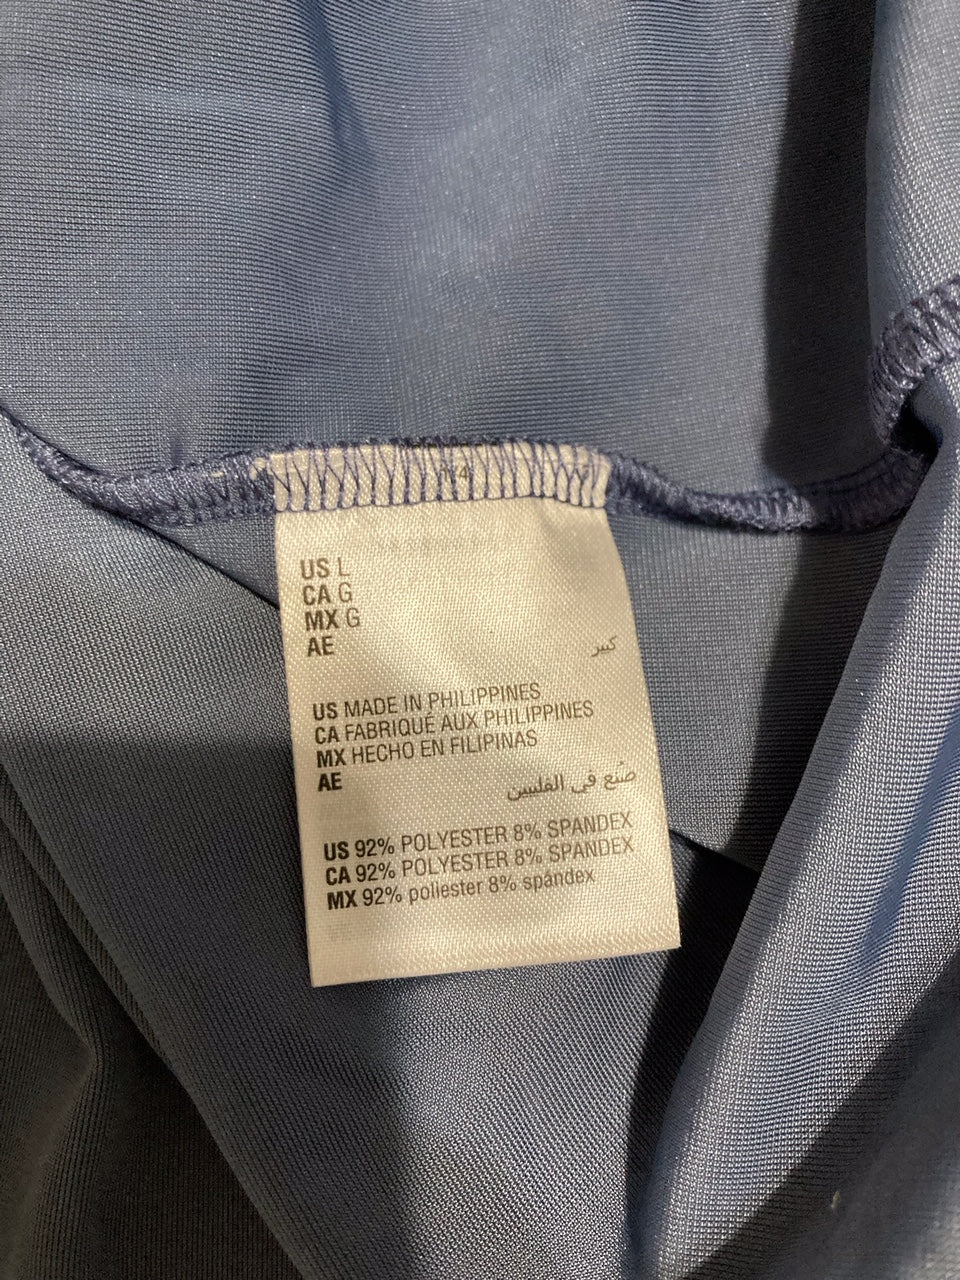 US L
CA G
MX G
AE كبير
US MADE IN PHILIPPINES
CA FABRIQUÉ AUX PHILIPPINES
MX HECHO EN FILIPINAS
AE صُنع في الفلبين
US 92% POLYESTER 8% SPANDEX
CA 92% POLYESTER 8% SPANDEX
MX 92% poliester 8% spandex